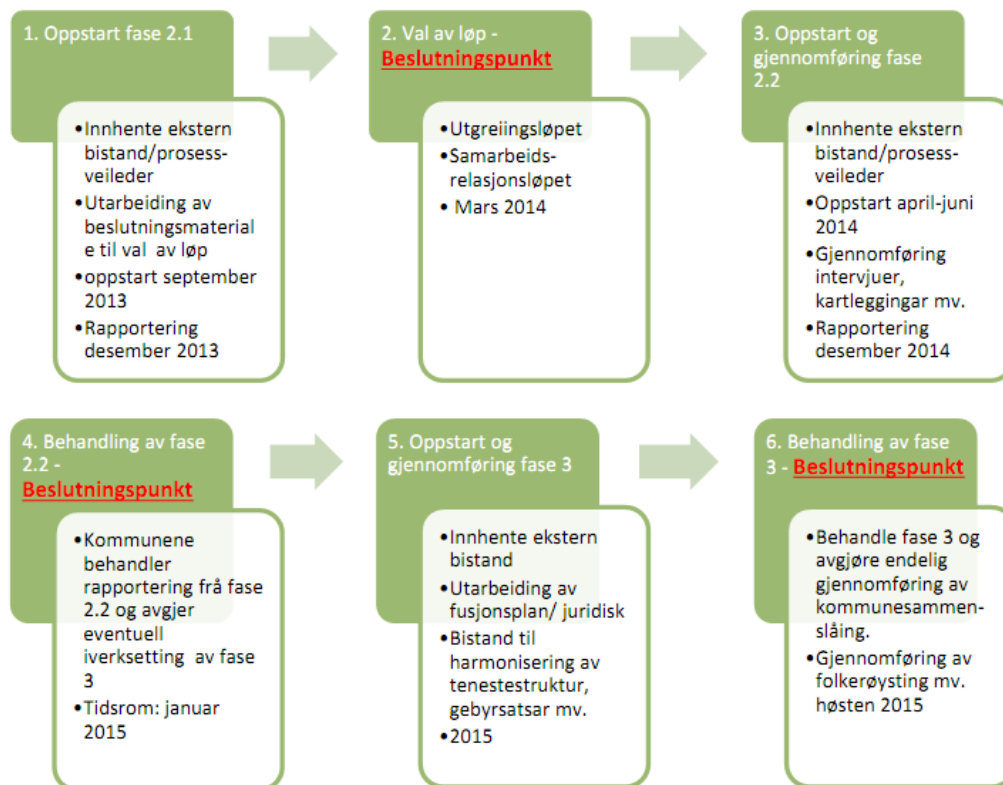 1. Oppstart fase 2.1
•Innhente ekstern
bistand/prosess-
veileder
•Utarbeiding av
beslutningsmaterial
e til val  av løp
•oppstart september
2013
•Rapportering
desember 2013
2. Val av løp -
Beslutningspunkt
•Utgreiingsløpet
•Samarbeids-
relasjonsløpet
• Mars 2014
3. Oppstart og
gjennomføring fase
2.2
•Innhente ekstern
bistand/prosess-
veileder
•Oppstart april-juni
2014
•Gjennomføring
intervjuer,
kartleggingar mv.
•Rapportering
desember 2014
4. Behandling av fase
2.2 -
Beslutningspunkt
•Kommunene
behandler
rapportering frå fase
2.2 og avgjer
eventuell
iverksetting  av fase
3
•Tidsrom: januar
2015
5. Oppstart og
gjennomføring fase 3
•Innhente ekstern
bistand
•Utarbeiding av
fusjonsplan/ juridisk
•Bistand til
harmonisering av
tenestestruktur,
gebyrsatsar mv.
•2015
6. Behandling av fase
3 - Beslutningspunkt
•Behandle fase 3 og
avgjøre endelig
gjennomføring av
kommunesammen-
slåing.
•Gjennomføring av
folkerøysting mv.
høsten 2015